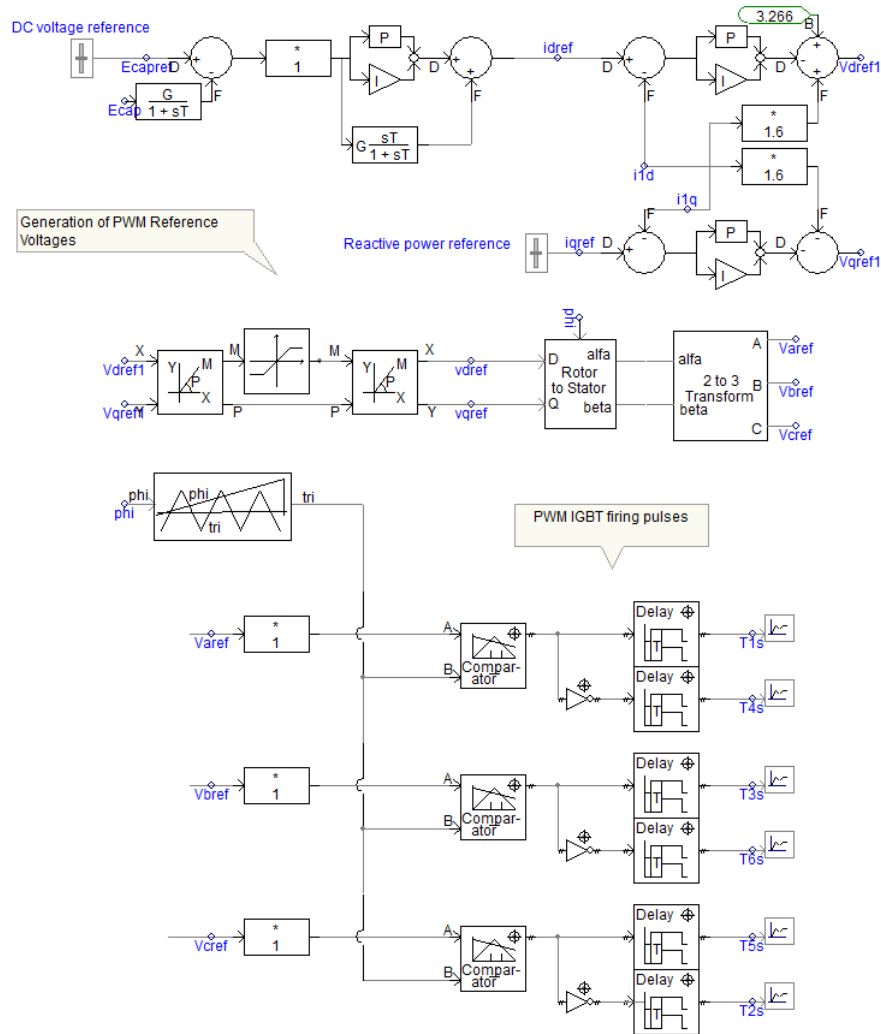 DC voltage reference
Ecapref
D
+
-
F
*
1
P
I
D
+
+
F
idref
D
+
-
F
P
I
D
3.266
B
+
-
+
F
Vdref1
Ecap
G
1 + sT
G
sT
1 + sT
*
1.6
*
1.6
i1d
i1q
Generation of PWM Reference
Voltages
Reactive power reference
iqref
D
+
-
F
P
I
D
-
-
F
Vqref1
Vdref1
X
Vqref1
Y
Y
M
P
X
M
P
M
P
Y
M
P
X
X
Y
vdref
vqref
phi
D
Q
alfa
Rotor
to Stator
beta
alfa
2 to 3
Transform
beta
A
B
C
Varef
Vbref
Vcref
phi
phi
phi
tri
tri
PWM IGBT firing pulses
Varef
*
1
A
B
Compar-
ator
Delay
T
T1s
Delay
T
T4s
Vbref
*
1
A
B
Compar-
ator
Delay
T
T3s
Delay
T
T6s
Vcref
*
1
A
B
Compar-
ator
Delay
T
T5s
Delay
T
T2s